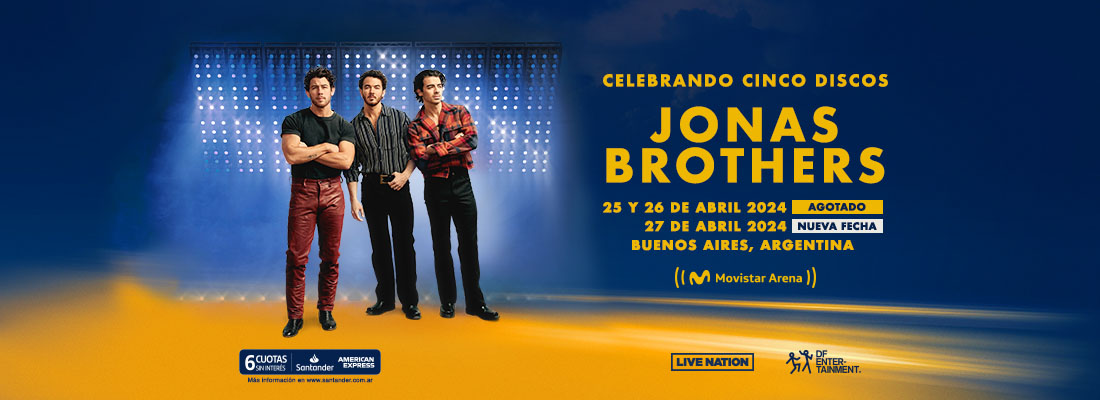 CELEBRANDO CINCO DISCOS
JONAS
BROTHERS
25 Y 26 DE ABRIL 2024 AGOTADO
27 DE ABRIL 2024 NUEVA FECHA
BUENOS AIRES, ARGENTINA
Movistar Arena
6 CUOTAS SIN INTERÉS Santander AMERICAN EXPRESS
Más información en www.santander.com.ar
LIVE NATION
DF
ENTER-
TAINMENT.